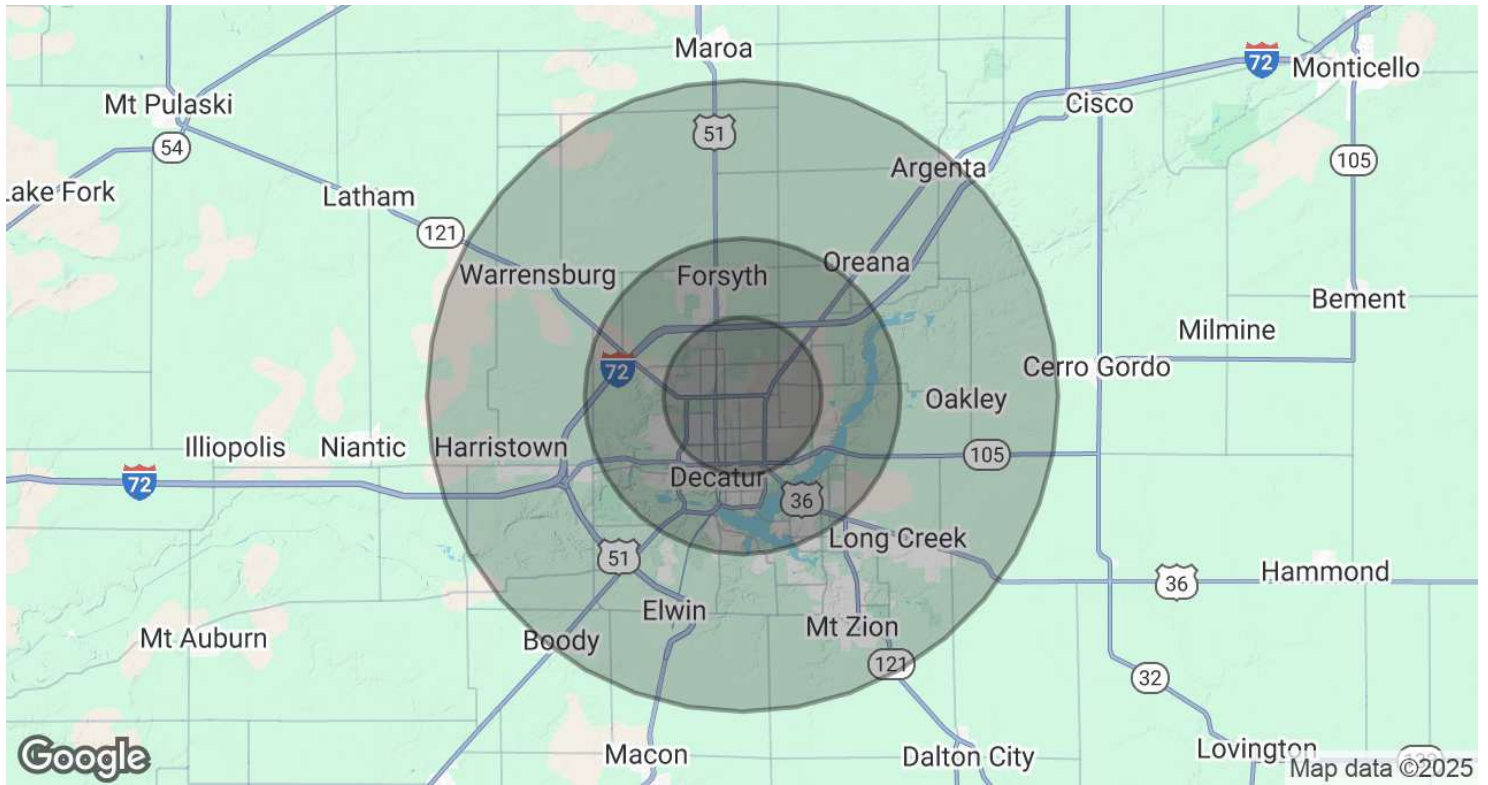 Maroa
72
Monticello
Mt Pulaski
Cisco
51
54
105
Argenta
Lake Fork
Latham
121
Oreana
Warrensburg
Forsyth
Bement
Milmine
72
Cerro Gordo
Oakley
Illiopolis
Niantic
Harristown
105
72
Decatur
36
Long Creek
51
Hammond
36
Elwin
Mt Zion
Mt Auburn
Boody
121
32
Google
Macon
Dalton City
Lovington
Map data ©2025